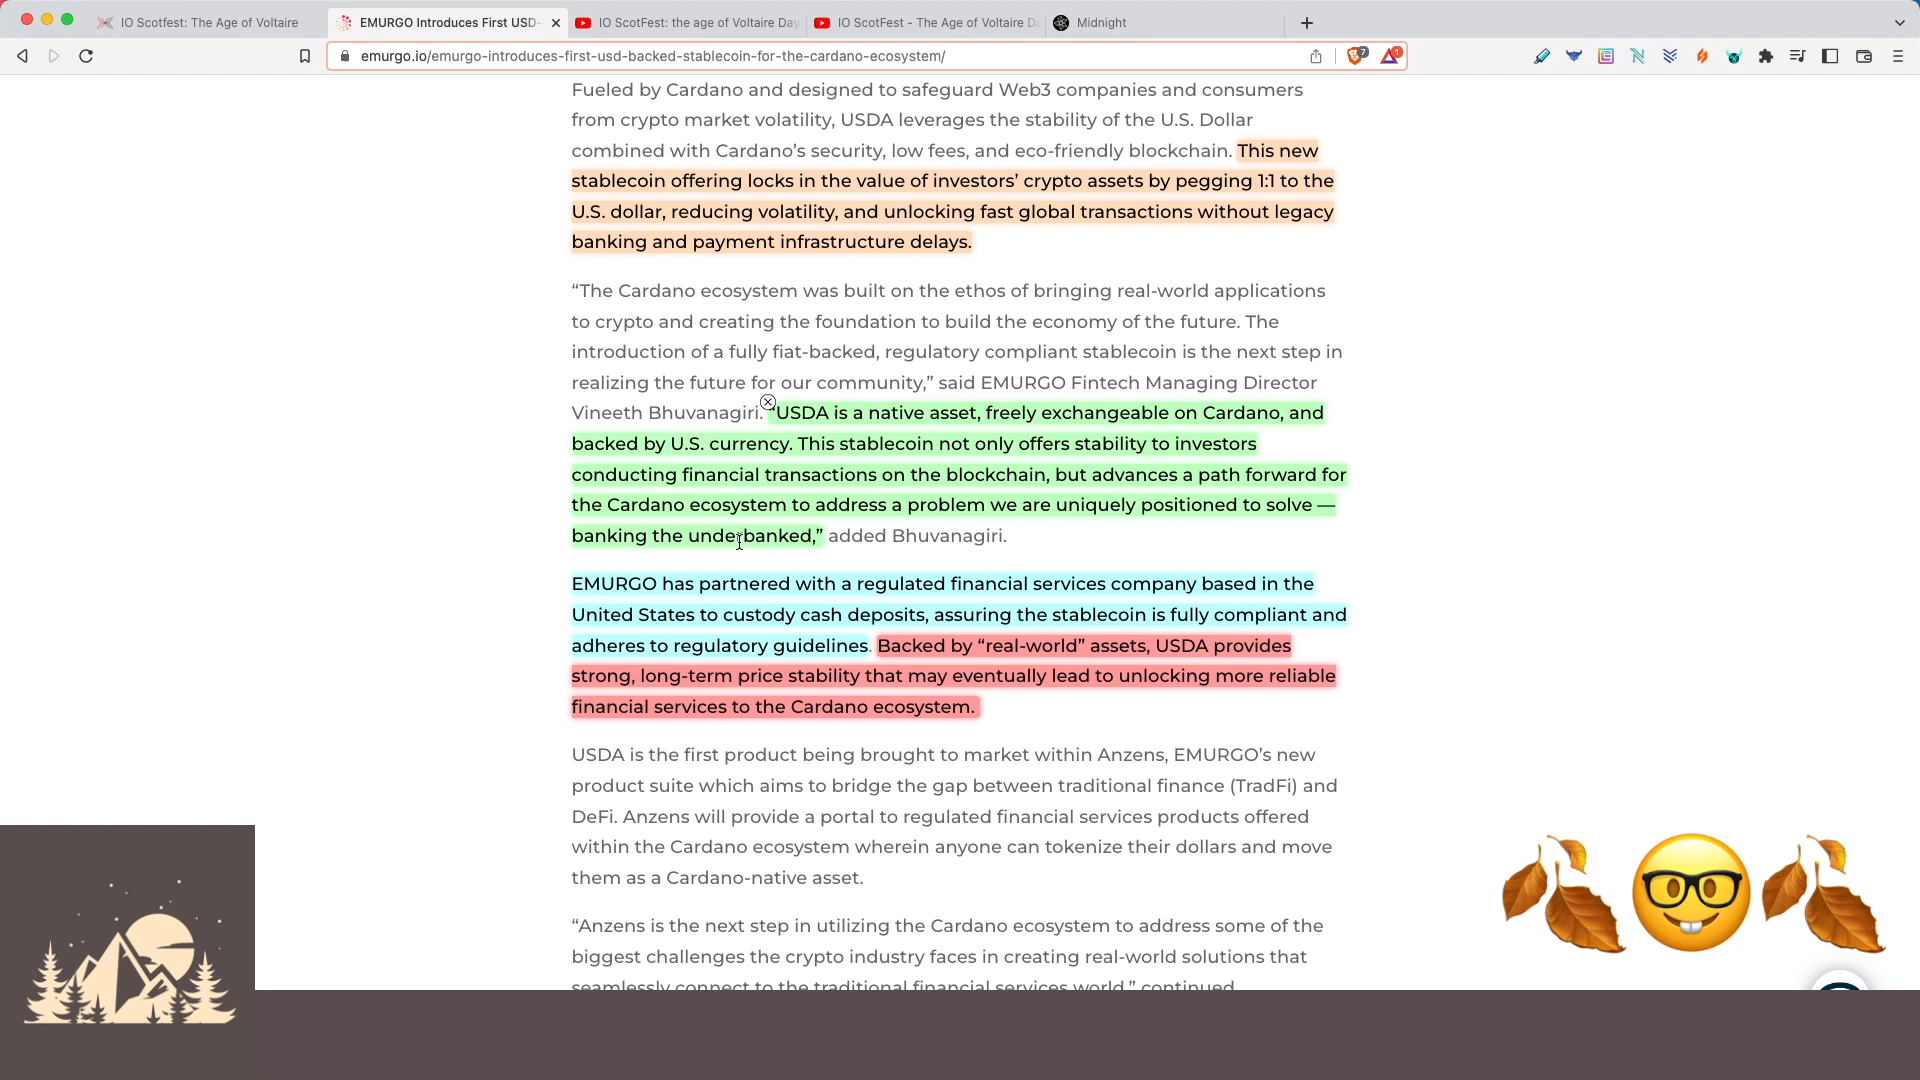 IO Scotfest: The Age of Voltaire
EMURGO Introduces First USD-
IO ScotFest: the age of Voltaire Day
IO ScotFest - The Age of Voltaire D
Midnight
emurgo.io/emurgo-introduces-first-usd-backed-stablecoin-for-the-cardano-ecosystem/
7
1
Fueled by Cardano and designed to safeguard Web3 companies and consumers
from crypto market volatility, USDA leverages the stability of the U.S. Dollar
combined with Cardano’s security, low fees, and eco-friendly blockchain. This new
stablecoin offering locks in the value of investors’ crypto assets by pegging 1:1 to the
U.S. dollar, reducing volatility, and unlocking fast global transactions without legacy
banking and payment infrastructure delays.
“The Cardano ecosystem was built on the ethos of bringing real-world applications
to crypto and creating the foundation to build the economy of the future. The
introduction of a fully fiat-backed, regulatory compliant stablecoin is the next step in
realizing the future for our community,” said EMURGO Fintech Managing Director
Vineeth Bhuvanagiri. “USDA is a native asset, freely exchangeable on Cardano, and
backed by U.S. currency. This stablecoin not only offers stability to investors
conducting financial transactions on the blockchain, but advances a path forward for
the Cardano ecosystem to address a problem we are uniquely positioned to solve —
banking the underbanked,” added Bhuvanagiri.
EMURGO has partnered with a regulated financial services company based in the
United States to custody cash deposits, assuring the stablecoin is fully compliant and
adheres to regulatory guidelines. Backed by “real-world” assets, USDA provides
strong, long-term price stability that may eventually lead to unlocking more reliable
financial services to the Cardano ecosystem.
USDA is the first product being brought to market within Anzens, EMURGO’s new
product suite which aims to bridge the gap between traditional finance (TradFi) and
DeFi. Anzens will provide a portal to regulated financial services products offered
within the Cardano ecosystem wherein anyone can tokenize their dollars and move
them as a Cardano-native asset.
“Anzens is the next step in utilizing the Cardano ecosystem to address some of the
biggest challenges the crypto industry faces in creating real-world solutions that
seamlessly connect to the traditional financial services world,” continued